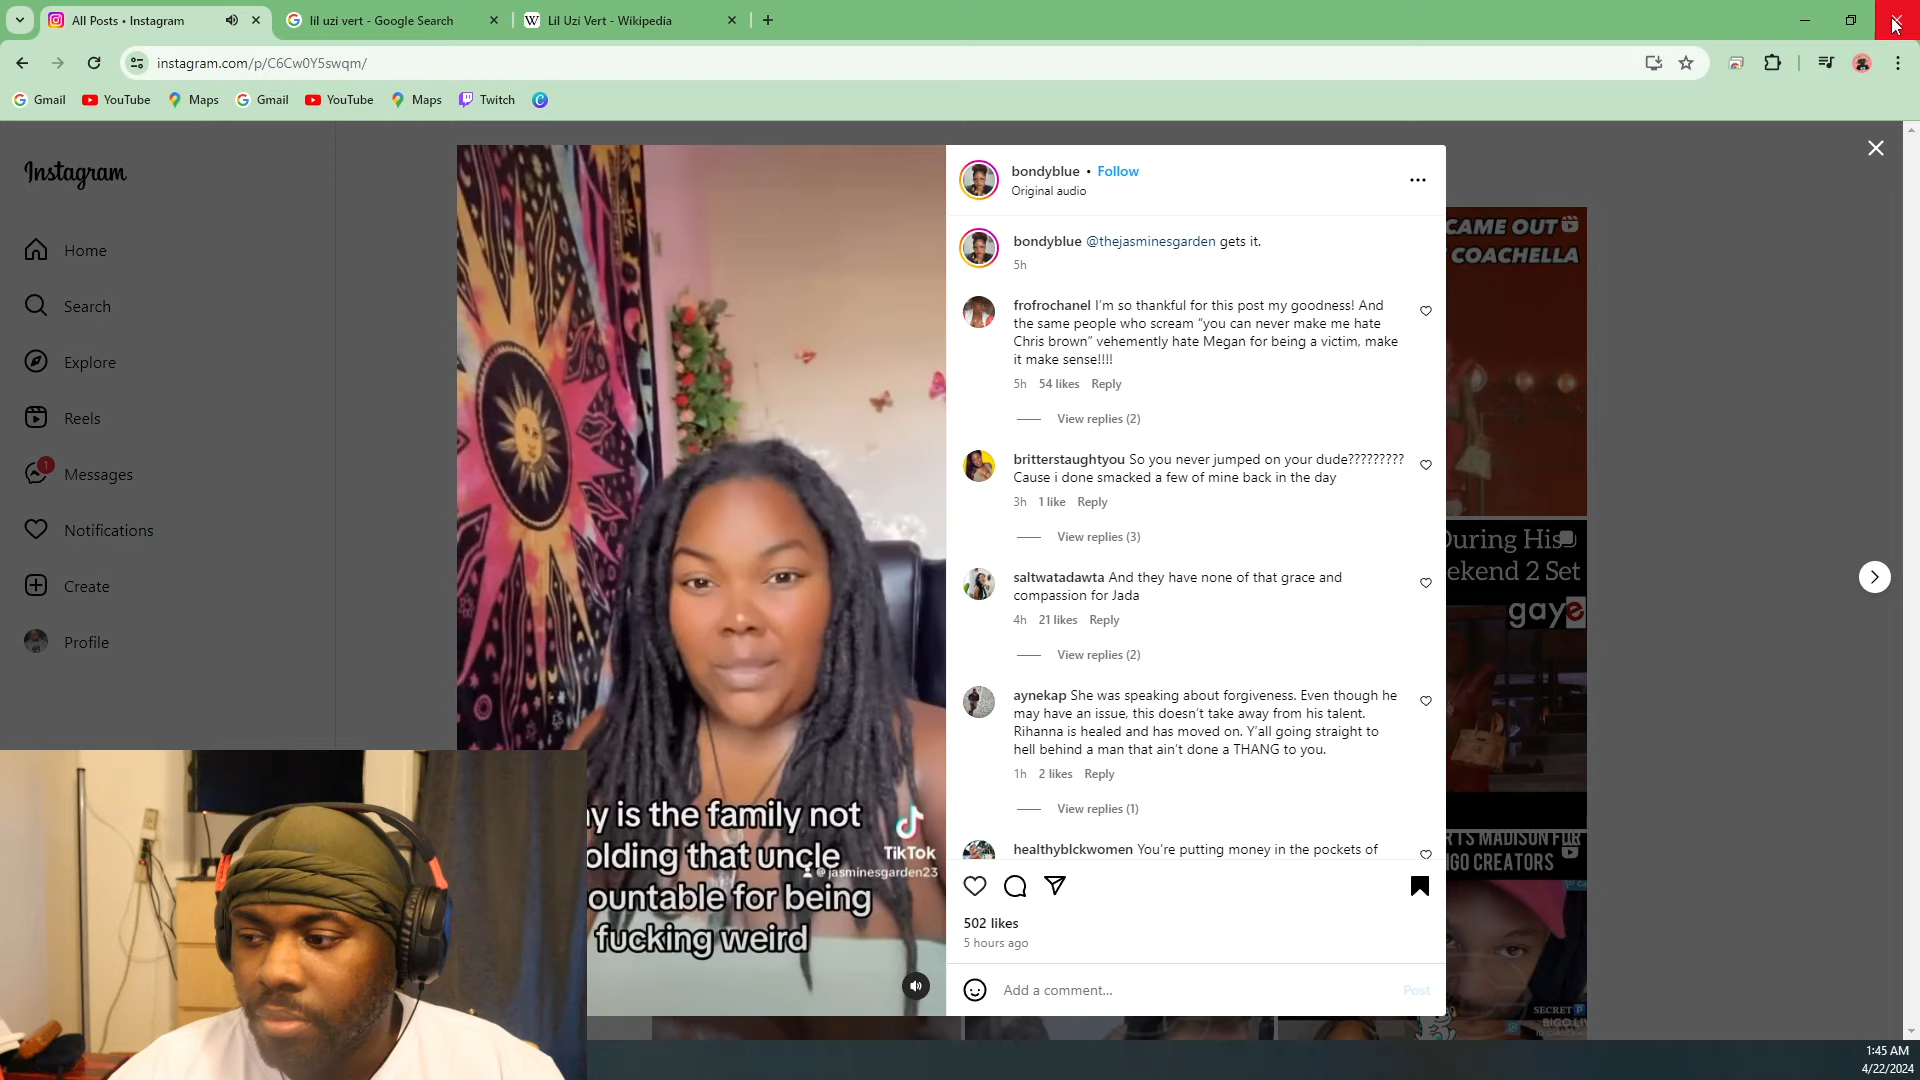 All Posts • Instagram
lil uzi vert - Google Search
W
Lil Uzi Vert - Wikipedia
instagram.com/p/C6Cw0Y5swqm/
Gmail
YouTube
Maps
Gmail
YouTube
Maps
Twitch
Instagram
Home
Search
Explore
Reels
1
Messages
Notifications
Create
Profile
bondyblue • Follow
Original audio
bondyblue @thejasminesgarden gets it.
5h
frofrochanel I'm so thankful for this post my goodness! And
the same people who scream “you can never make me hate
Chris brown” vehemently hate Megan for being a victim, make
it make sense!!!!
5h 54 likes Reply
View replies (2)
britterstaughtyou So you never jumped on your dude?????????
Cause i done smacked a few of mine back in the day
3h 1 like Reply
View replies (3)
saltwatadawta And they have none of that grace and
compassion for Jada
4h 21 likes Reply
View replies (2)
aynekap She was speaking about forgiveness. Even though he
may have an issue, this doesn't take away from his talent.
Rihanna is healed and has moved on. Y'all going straight to
hell behind a man that ain't done a THANG to you.
1h 2 likes Reply
View replies (1)
healthyblckwomen You're putting money in the pockets of
502 likes
5 hours ago
Add a comment...
Post
y is the family not
olding that uncle
ountable for being
fucking weird
TikTok
@jasminesgarden23
CAME OUT
COACHELLA
During His
ekend 2 Set
gaye
RTS MADISON FOR
IGO CREATORS
SECRET P
BIGO LIV
1:45 AM
4/22/2024